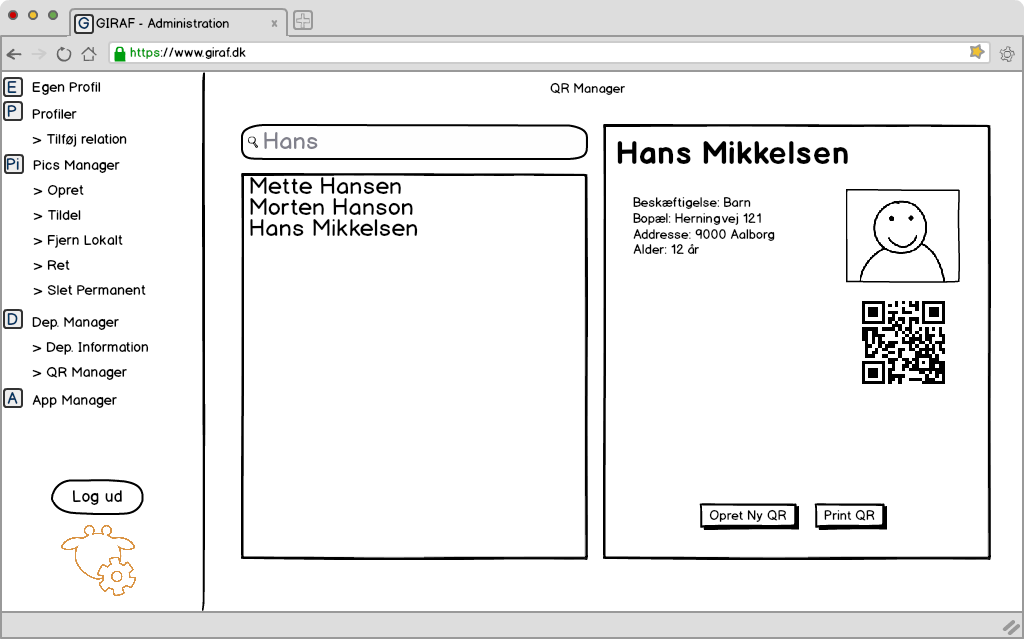 G GIRAF - Administration x
https://www.giraf.dk
E Egen Profil
P Profiler
> Tilføj relation
Pi Pics Manager
> Opret
> Tildel
> Fjern Lokalt
> Ret
> Slet Permanent
D Dep. Manager
> Dep. Information
> QR Manager
A App Manager
Log ud
QR Manager
Hans
Mette Hansen
Morten Hanson
Hans Mikkelsen
Hans Mikkelsen
Beskæftigelse: Barn
Bopæl: Herningvej 121
Addresse: 9000 Aalborg
Alder: 12 år
Opret Ny QR
Print QR